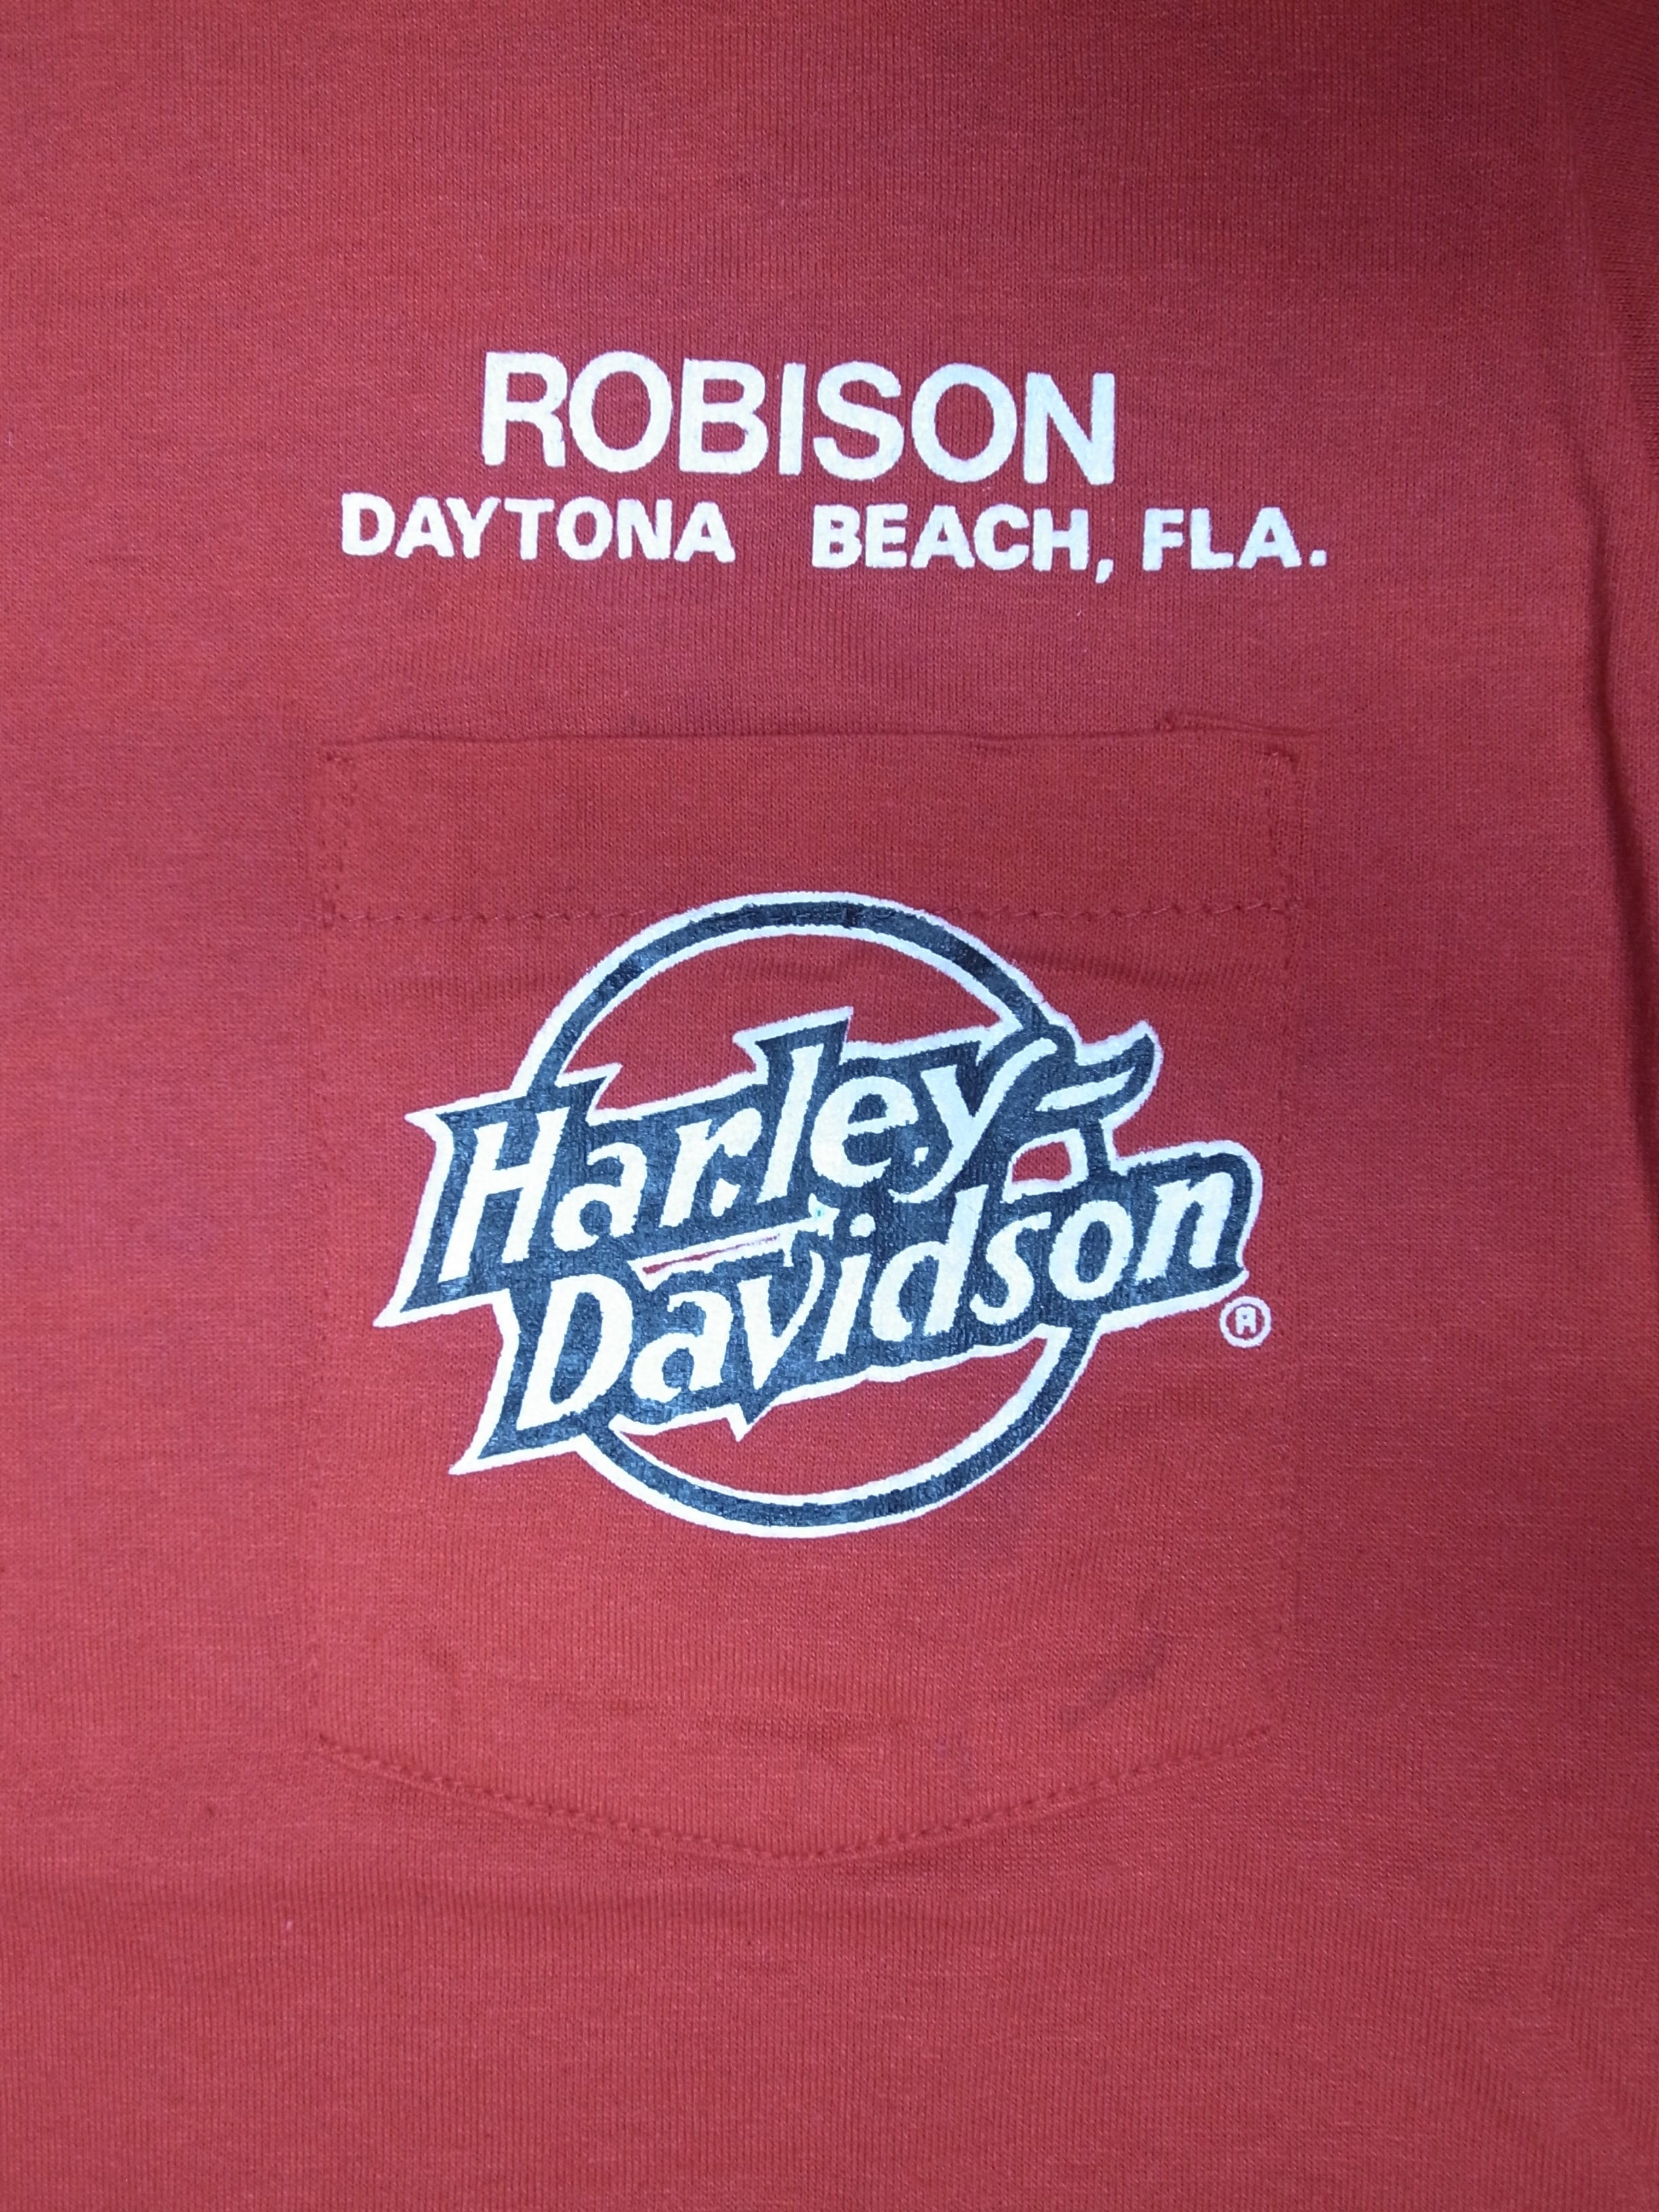 ROBISON
DAYTONA BEACH, FLA.
Harley
Davidson
®